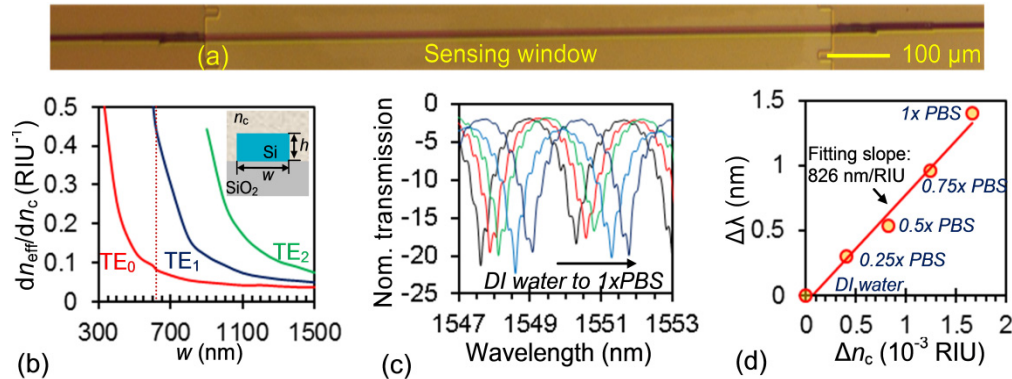 (a)
Sensing window
100 µm
(b)
dn_eff/dn_c (RIU⁻¹)
0.5
0.4
0.3
0.2
0.1
0
300
700
1100
1500
w (nm)
TE₀
TE₁
TE₂
n_c
Si
h
w
SiO₂
(c)
Nom. transmission
0
-5
-10
-15
-20
-25
DI water to 1xPBS
1547
1549
1551
1553
Wavelength (nm)
(d)
Δλ (nm)
1.5
1
0.5
0
1x PBS
Fitting slope:
826 nm/RIU
0.75x PBS
0.5x PBS
0.25x PBS
DI water
0
0.5
1
1.5
2
Δn_c (10⁻³ RIU)